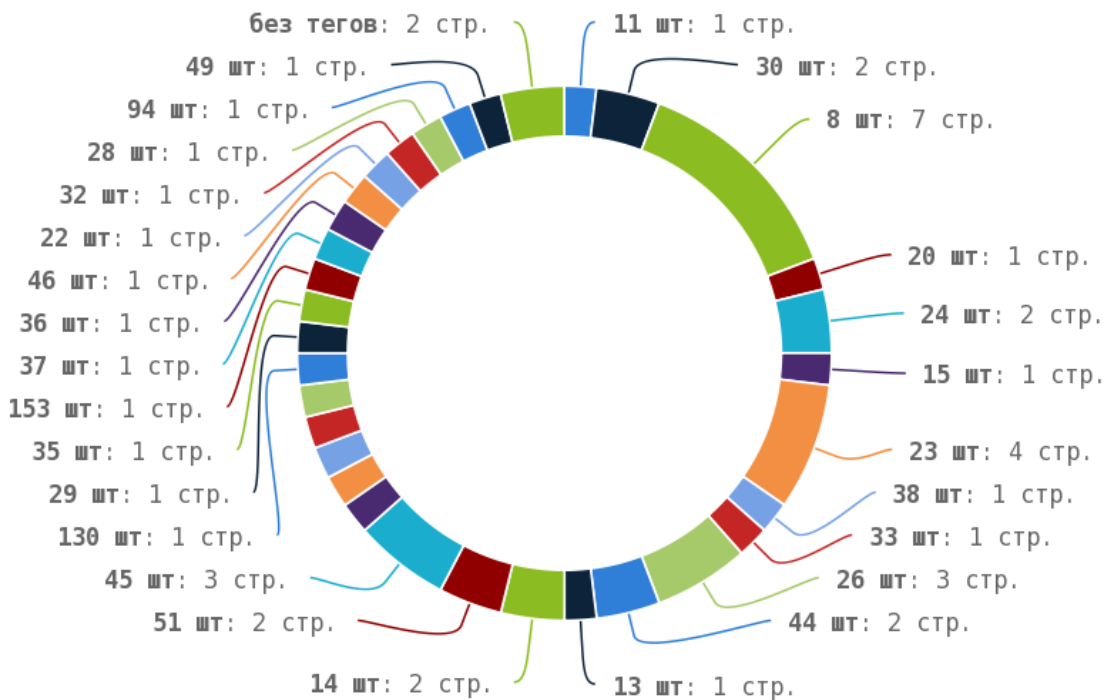 без тегов: 2 стр.
11 шт: 1 стр.
49 шт: 1 стр.
30 шт: 2 стр.
94 шт: 1 стр.
8 шт: 7 стр.
28 шт: 1 стр.
32 шт: 1 стр.
22 шт: 1 стр.
20 шт: 1 стр.
46 шт: 1 стр.
24 шт: 2 стр.
36 шт: 1 стр.
37 шт: 1 стр.
15 шт: 1 стр.
153 шт: 1 стр.
35 шт: 1 стр.
23 шт: 4 стр.
29 шт: 1 стр.
38 шт: 1 стр.
130 шт: 1 стр.
33 шт: 1 стр.
45 шт: 3 стр.
26 шт: 3 стр.
51 шт: 2 стр.
44 шт: 2 стр.
14 шт: 2 стр.
13 шт: 1 стр.